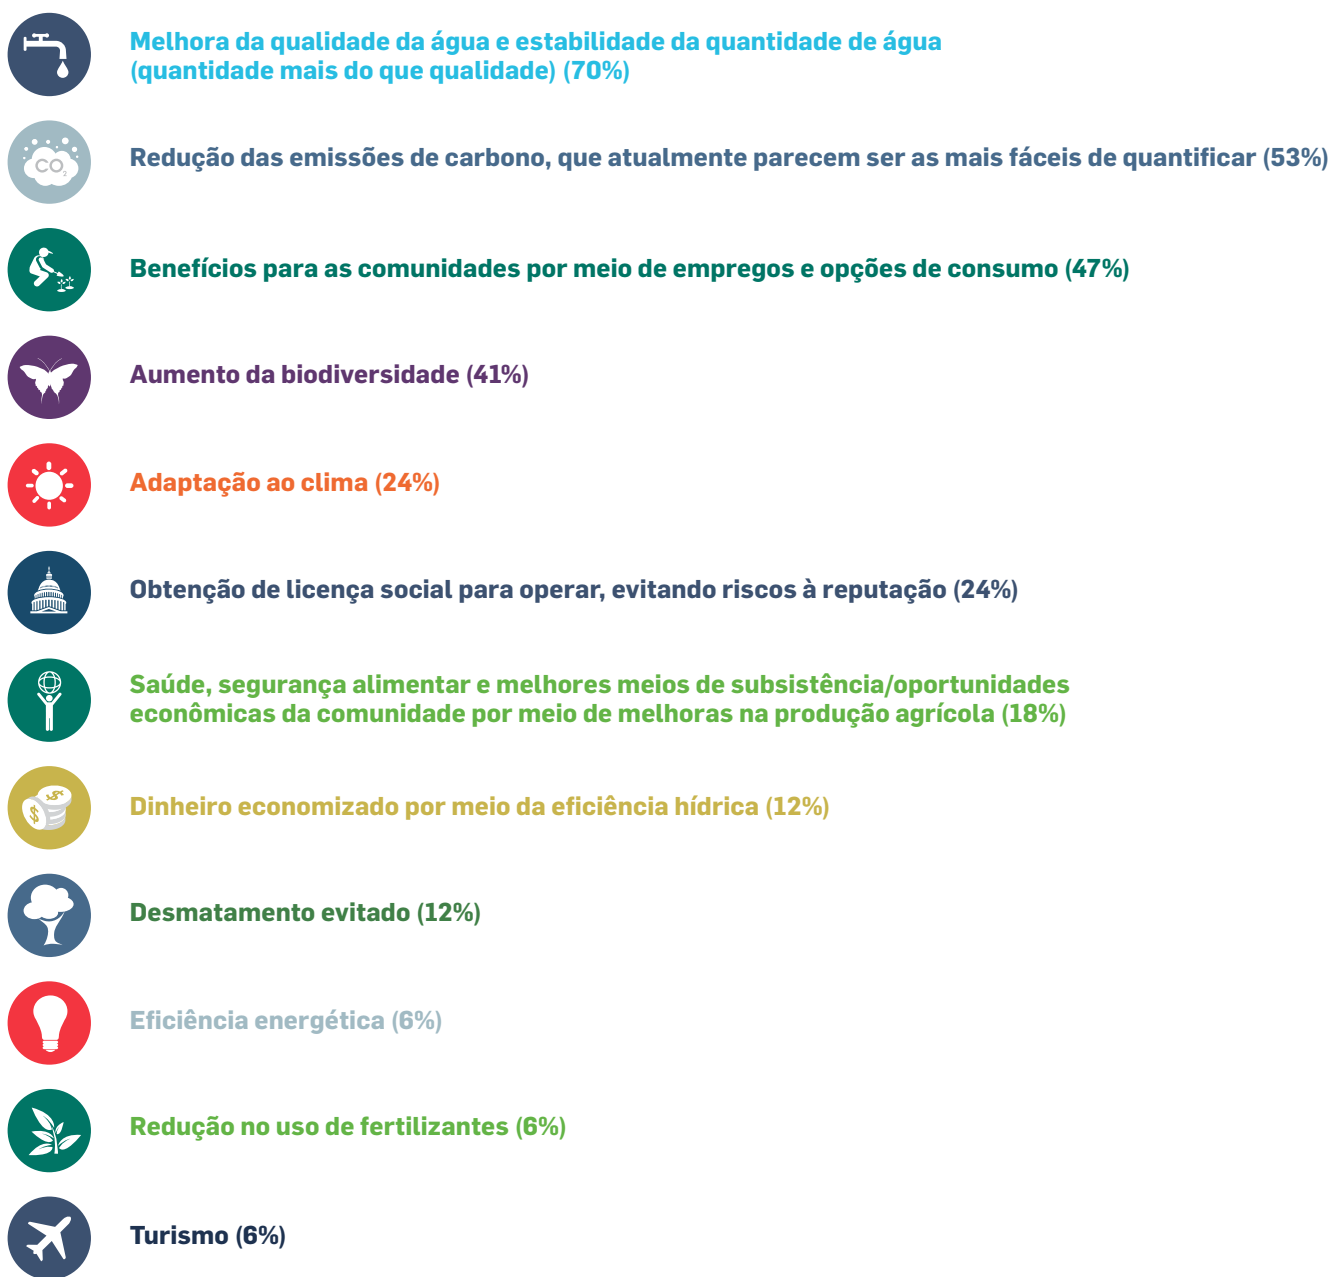 Melhora da qualidade da água e estabilidade da quantidade de água
(quantidade mais do que qualidade) (70%)
CO2
Redução das emissões de carbono, que atualmente parecem ser as mais fáceis de quantificar (53%)
Benefícios para as comunidades por meio de empregos e opções de consumo (47%)
Aumento da biodiversidade (41%)
Adaptação ao clima (24%)
Obtenção de licença social para operar, evitando riscos à reputação (24%)
Saúde, segurança alimentar e melhores meios de subsistência/oportunidades
econômicas da comunidade por meio de melhoras na produção agrícola (18%)
$ $
Dinheiro economizado por meio da eficiência hídrica (12%)
Desmatamento evitado (12%)
Eficiência energética (6%)
Redução no uso de fertilizantes (6%)
Turismo (6%)